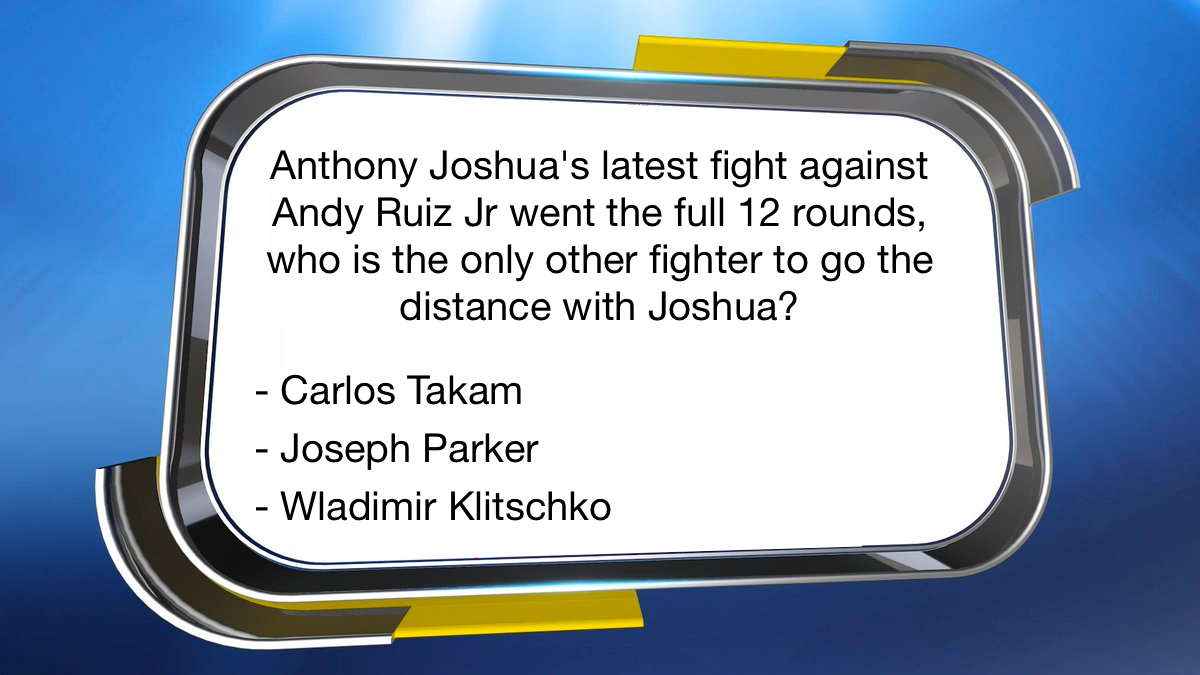 Anthony Joshua's latest fight against
Andy Ruiz Jr went the full 12 rounds,
who is the only other fighter to go the
distance with Joshua?
- Carlos Takam
- Joseph Parker
- Wladimir Klitschko